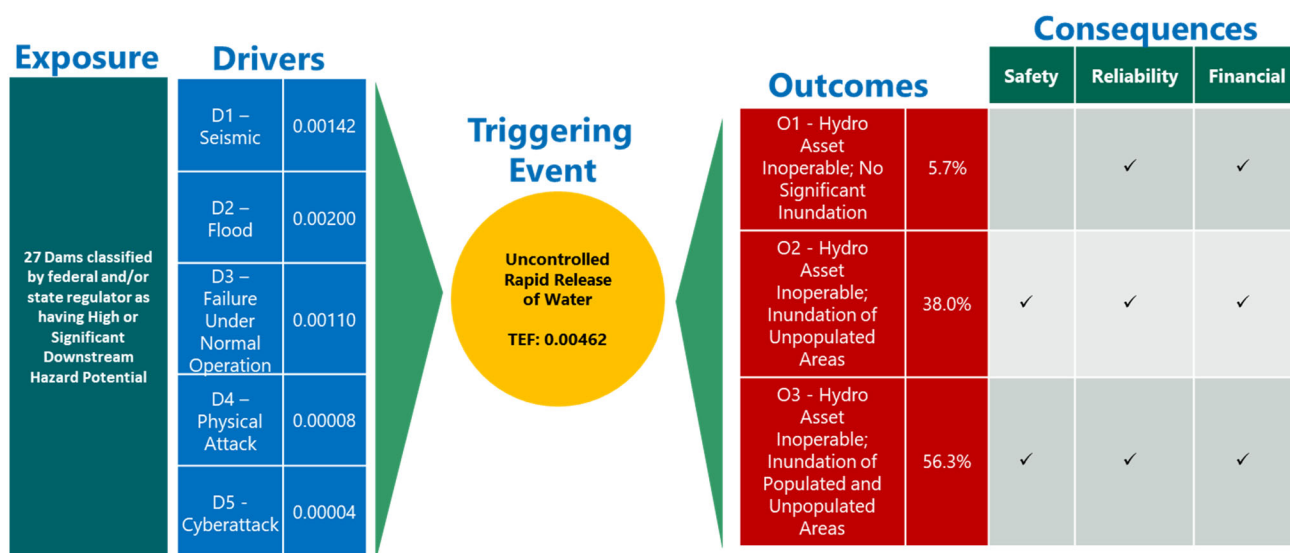 Exposure
27 Dams classified
by federal and/or
state regulator as
having High or
Significant
Downstream
Hazard Potential
Drivers
D1 –
Seismic
0.00142
D2 –
Flood
0.00200
D3 –
Failure
Under
Normal
Operation
0.00110
D4 –
Physical
Attack
0.00008
D5 -
Cyberattack
0.00004
Triggering
Event
Uncontrolled
Rapid Release
of Water
TEF: 0.00462
Outcomes
Consequences
Safety
Reliability
Financial
O1 - Hydro
Asset
Inoperable; No
Significant
Inundation
5.7%
✓
✓
O2 - Hydro
Asset
Inoperable;
Inundation of
Unpopulated
Areas
38.0%
✓
✓
✓
O3 - Hydro
Asset
Inoperable;
Inundation of
Populated and
Unpopulated
Areas
56.3%
✓
✓
✓